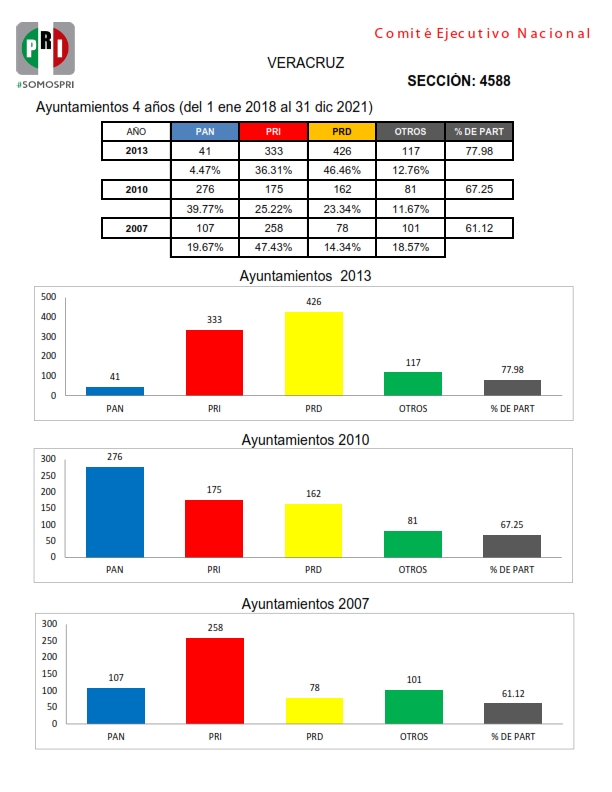 Comité Ejecutivo Nacional
PRI
#SOMOSPRI
VERACRUZ
SECCIÓN: 4588
Ayuntamientos 4 años (del 1 ene 2018 al 31 dic 2021)
AÑO PAN PRI PRD OTROS % DE PART
2013 41 333 426 117 77.98
4.47% 36.31% 46.46% 12.76%
2010 276 175 162 81 67.25
39.77% 25.22% 23.34% 11.67%
2007 107 258 78 101 61.12
19.67% 47.43% 14.34% 18.57%
Ayuntamientos 2013
500
400
300
200
100
0
41 333 426 117 77.98
PAN PRI PRD OTROS % DE PART
Ayuntamientos 2010
300
250
200
150
100
50
0
276 175 162 81 67.25
PAN PRI PRD OTROS % DE PART
Ayuntamientos 2007
300
250
200
150
100
50
0
107 258 78 101 61.12
PAN PRI PRD OTROS % DE PART